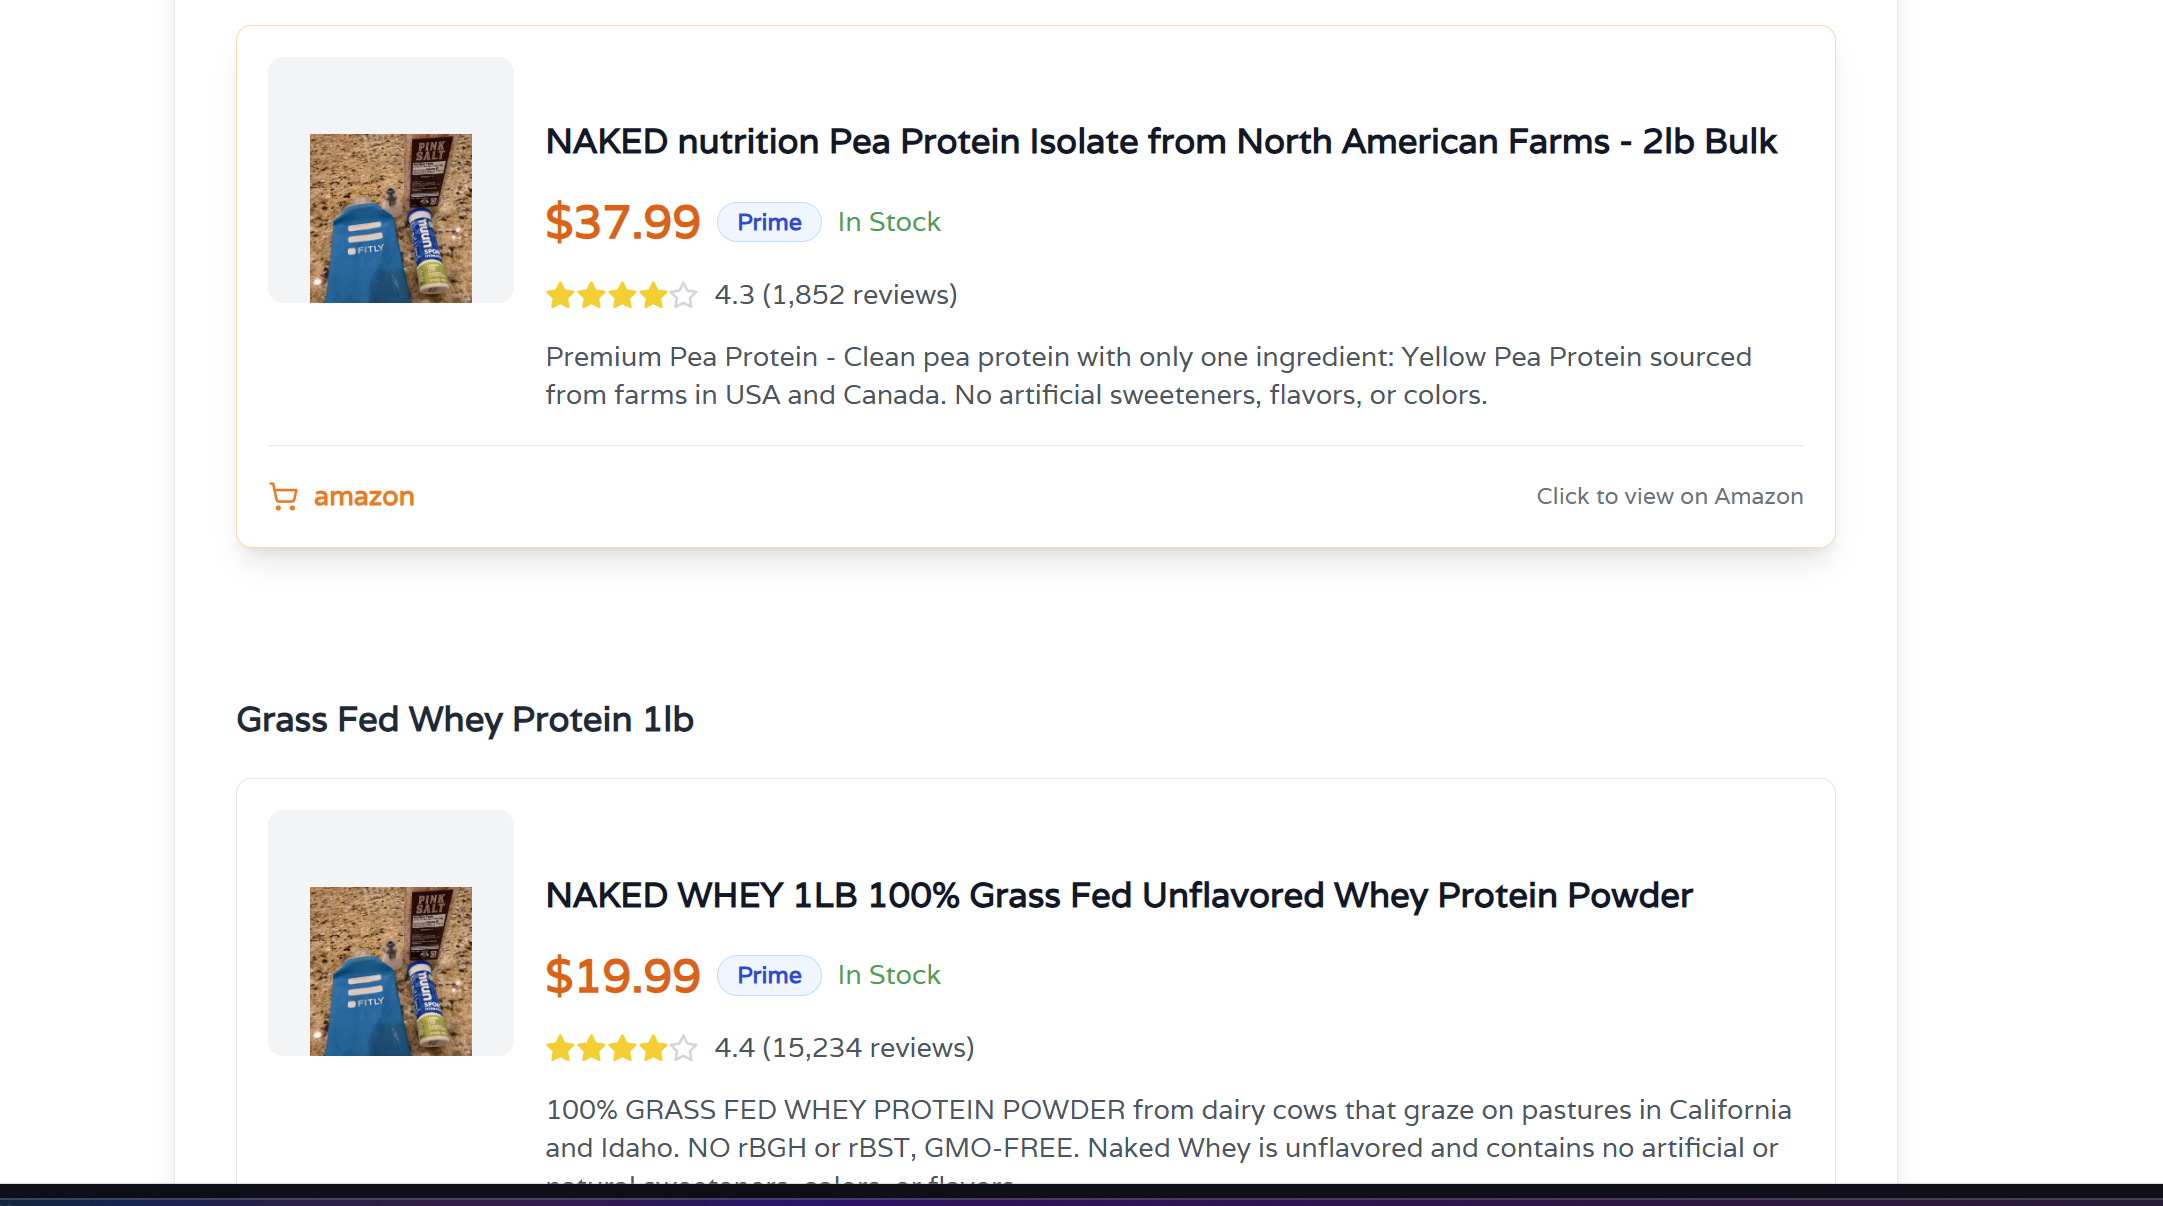 PINK
SALT
FITLY
nuun
SPORT
NAKED nutrition Pea Protein Isolate from North American Farms - 2lb Bulk
$37.99 Prime In Stock
4.3 (1,852 reviews)
Premium Pea Protein - Clean pea protein with only one ingredient: Yellow Pea Protein sourced
from farms in USA and Canada. No artificial sweeteners, flavors, or colors.
amazon
Click to view on Amazon
Grass Fed Whey Protein 1lb
PINK
SALT
FITLY
nuun
SPORT
NAKED WHEY 1LB 100% Grass Fed Unflavored Whey Protein Powder
$19.99 Prime In Stock
4.4 (15,234 reviews)
100% GRASS FED WHEY PROTEIN POWDER from dairy cows that graze on pastures in California
and Idaho. NO rBGH or rBST, GMO-FREE. Naked Whey is unflavored and contains no artificial or
natural sweeteners, colors, or flavors.